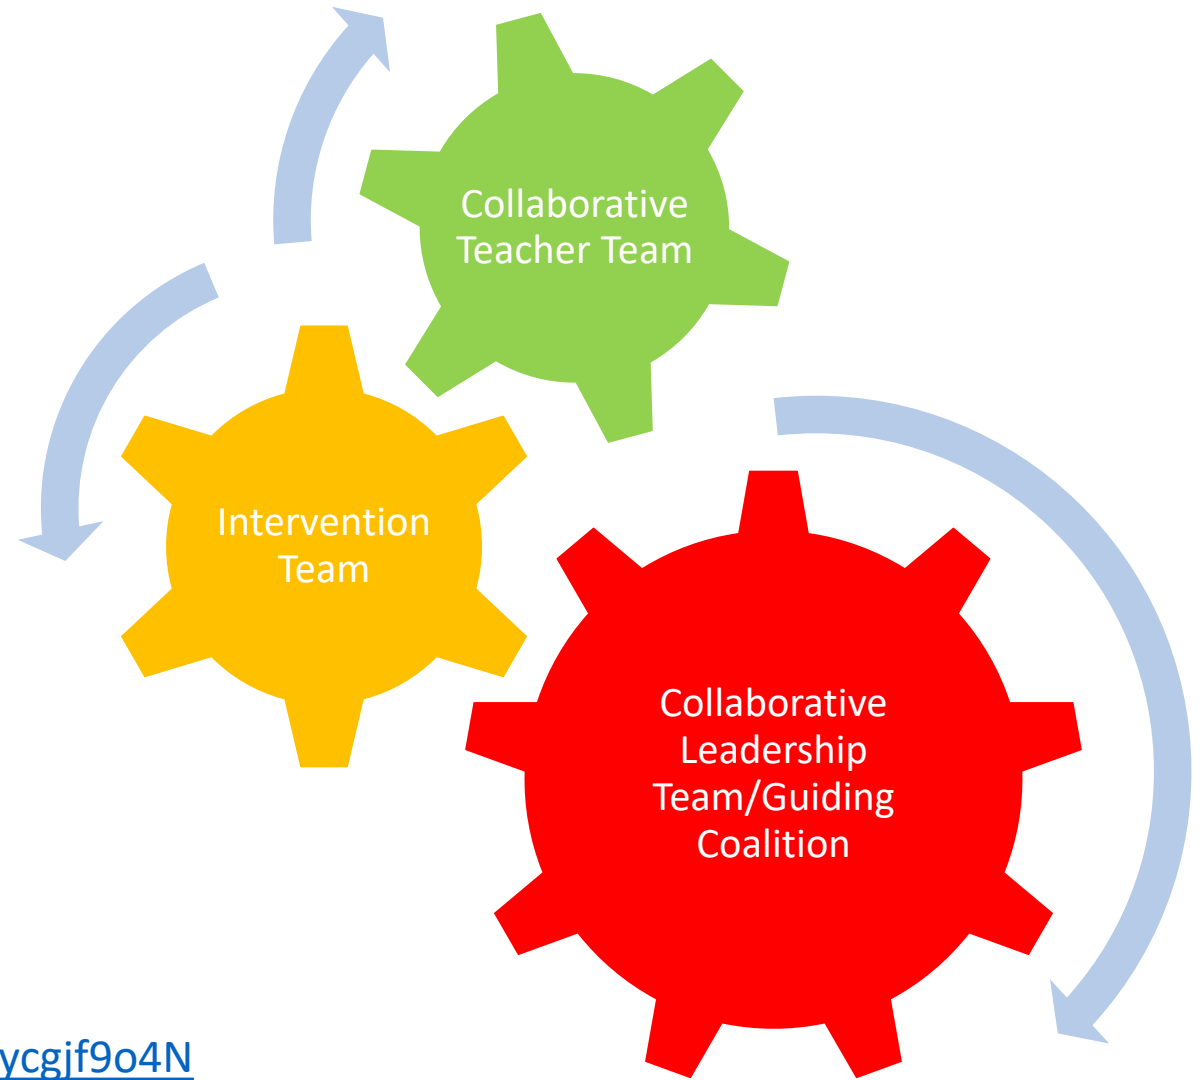 Collaborative
Teacher Team
Intervention
Team
Collaborative
Leadership
Team/Guiding
Coalition
ycgjf9o4N